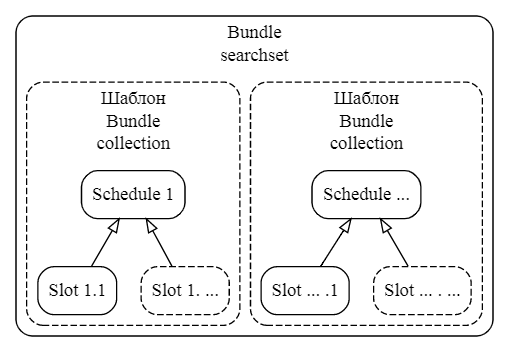 Bundle
searchset
Шаблон
Bundle
collection
Schedule 1
Slot 1.1
Slot 1. ...
Шаблон
Bundle
collection
Schedule ...
Slot ... .1
Slot ... . ...